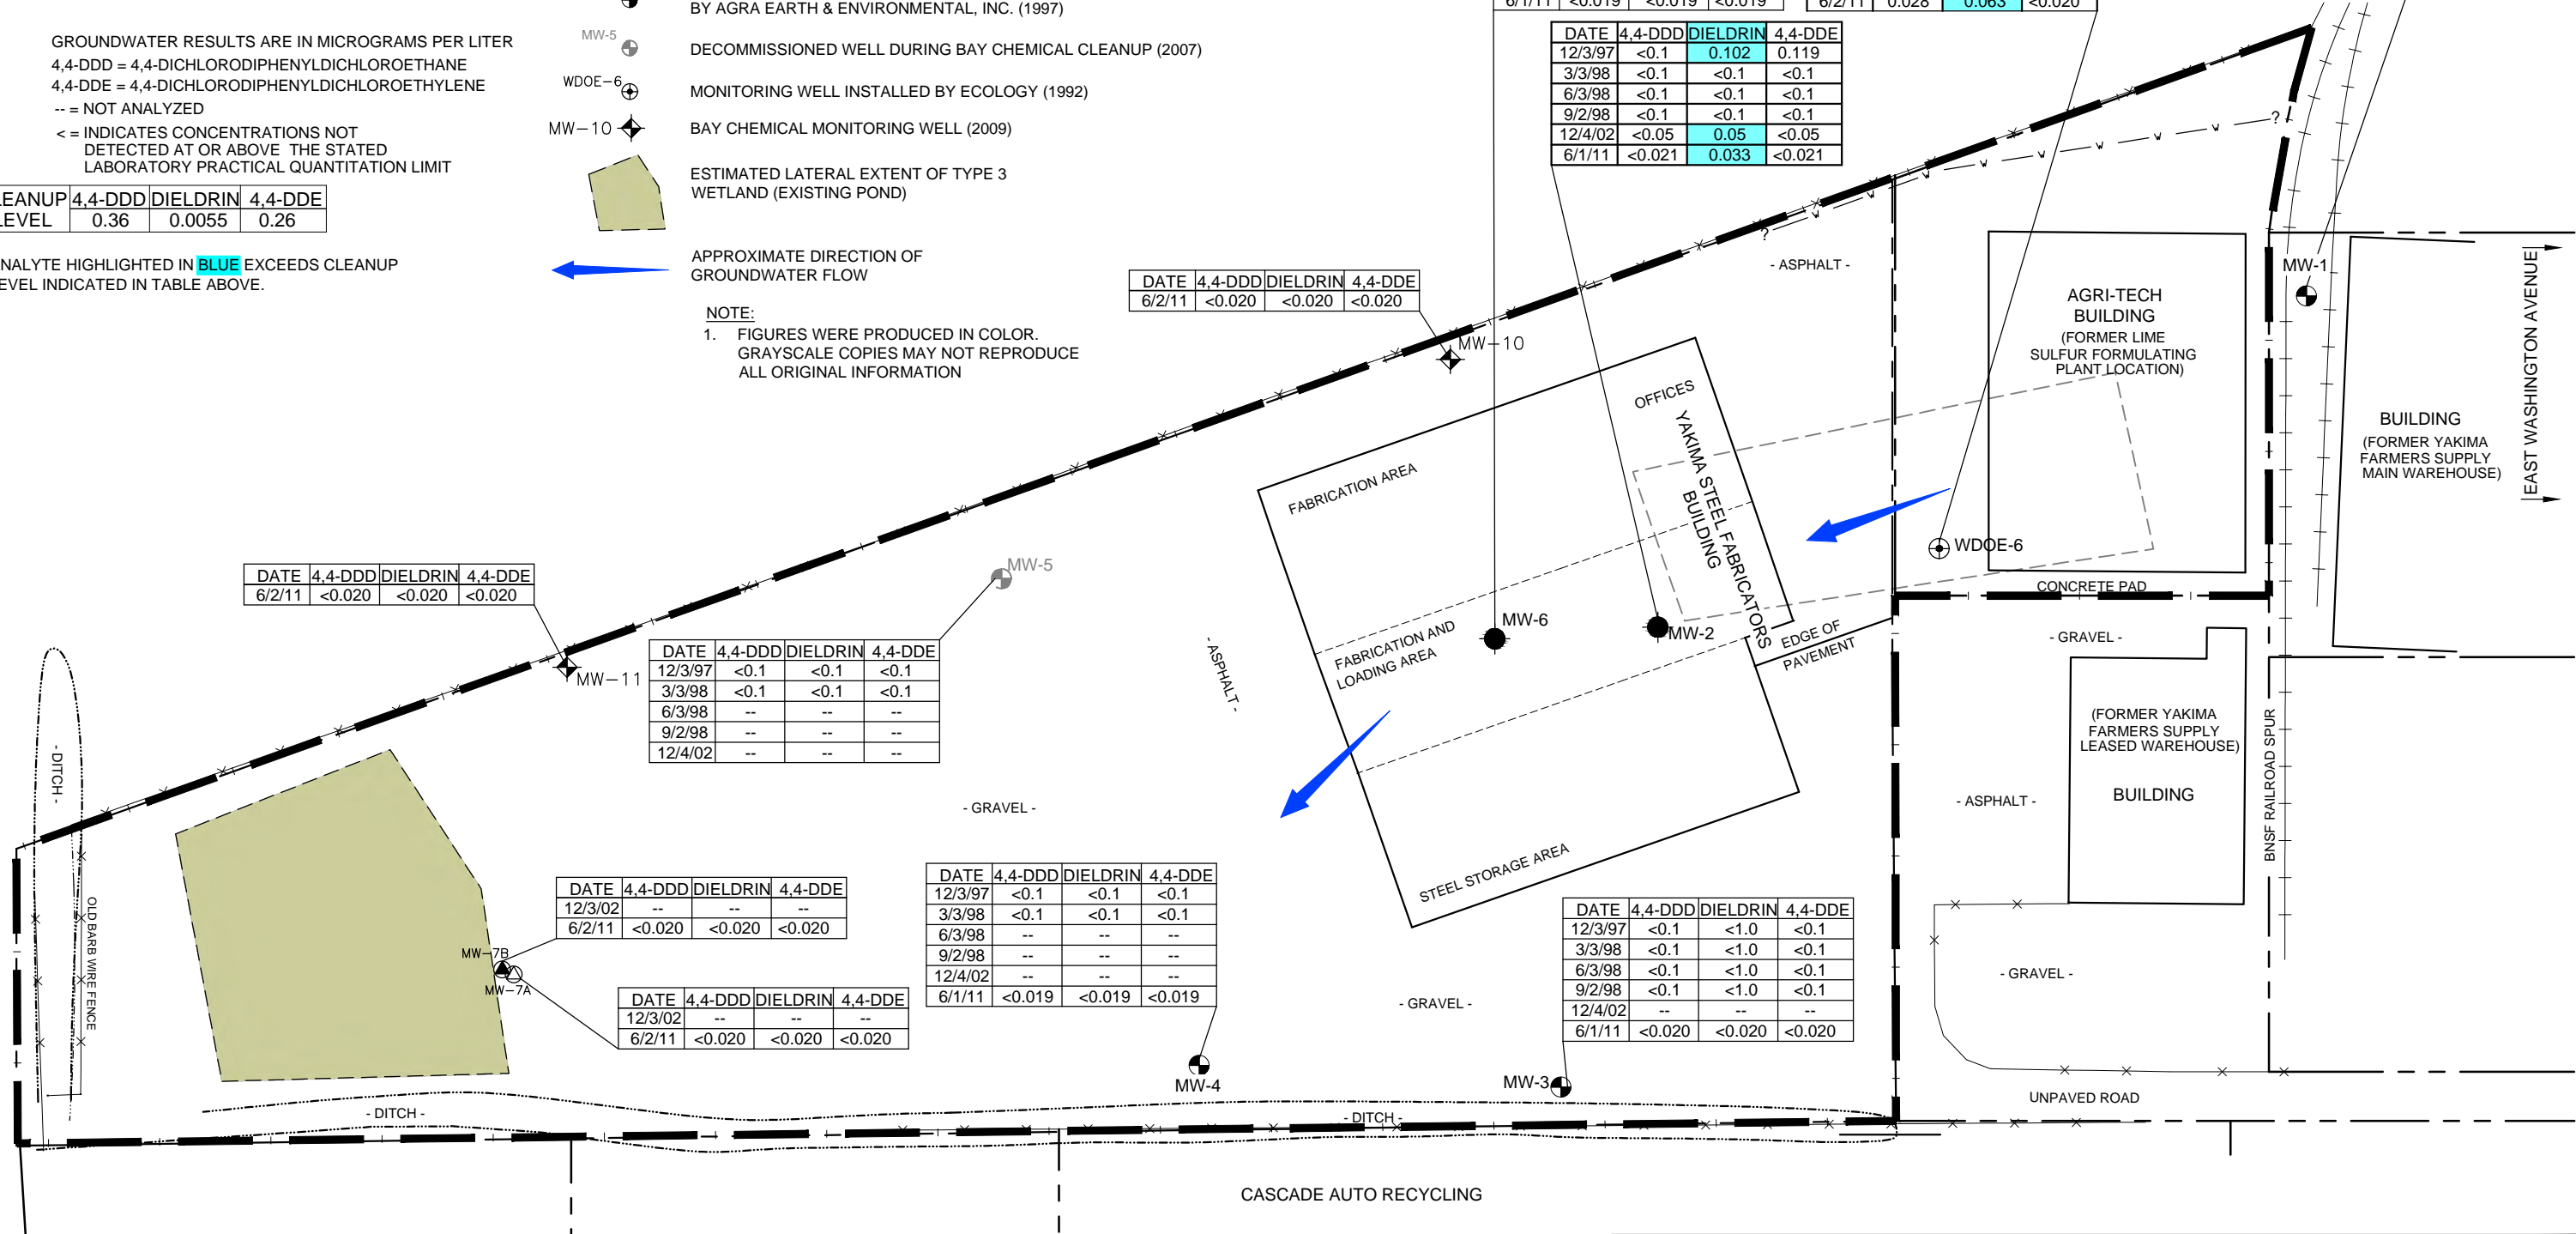 BY AGRA EARTH & ENVIRONMENTAL, INC. (1997)
GROUNDWATER RESULTS ARE IN MICROGRAMS PER LITER
4,4-DDD = 4,4-DICHLORODIPHENYLDICHLOROETHANE
4,4-DDE = 4,4-DICHLORODIPHENYLDICHLOROETHYLENE
-- = NOT ANALYZED
< = INDICATES CONCENTRATIONS NOT
DETECTED AT OR ABOVE THE STATED
LABORATORY PRACTICAL QUANTITATION LIMIT
EANUP 4,4-DDD DIELDRIN 4,4-DDE
EVEL 0.36 0.0055 0.26
NALYTE HIGHLIGHTED IN BLUE EXCEEDS CLEANUP
EVEL INDICATED IN TABLE ABOVE.
MW-5 DECOMMISSIONED WELL DURING BAY CHEMICAL CLEANUP (2007)
WDOE-6 MONITORING WELL INSTALLED BY ECOLOGY (1992)
MW-10 BAY CHEMICAL MONITORING WELL (2009)
ESTIMATED LATERAL EXTENT OF TYPE 3
WETLAND (EXISTING POND)
APPROXIMATE DIRECTION OF
GROUNDWATER FLOW
NOTE:
1. FIGURES WERE PRODUCED IN COLOR.
GRAYSCALE COPIES MAY NOT REPRODUCE
ALL ORIGINAL INFORMATION
6/1/11 <0.019 <0.019 <0.019
6/2/11 0.028 0.063 <0.020
DATE 4,4-DDD DIELDRIN 4,4-DDE
12/3/97 <0.1 0.102 0.119
3/3/98 <0.1 <0.1 <0.1
6/3/98 <0.1 <0.1 <0.1
9/2/98 <0.1 <0.1 <0.1
12/4/02 <0.05 0.05 <0.05
6/1/11 <0.021 0.033 <0.021
?
?
- ASPHALT -
DATE 4,4-DDD DIELDRIN 4,4-DDE
6/2/11 <0.020 <0.020 <0.020
MW-10
AGRI-TECH
BUILDING
(FORMER LIME
SULFUR FORMULATING
PLANT LOCATION)
MW-1
EAST WASHINGTON AVENUE
BUILDING
(FORMER YAKIMA
FARMERS SUPPLY
MAIN WAREHOUSE)
OFFICES
YAKIMA STEEL FABRICATORS
BUILDING
FABRICATION AREA
WDOE-6
CONCRETE PAD
MW-6
MW-2
FABRICATION AND
LOADING AREA
EDGE OF
PAVEMENT
- GRAVEL -
MW-5
DATE 4,4-DDD DIELDRIN 4,4-DDE
6/2/11 <0.020 <0.020 <0.020
MW-11
DATE 4,4-DDD DIELDRIN 4,4-DDE
12/3/97 <0.1 <0.1 <0.1
3/3/98 <0.1 <0.1 <0.1
6/3/98 -- -- --
9/2/98 -- -- --
12/4/02 -- -- --
- ASPHALT -
- DITCH -
(FORMER YAKIMA
FARMERS SUPPLY
LEASED WAREHOUSE)
BUILDING
BNSF RAILROAD SPUR
- GRAVEL -
- ASPHALT -
STEEL STORAGE AREA
OLD BARB WIRE FENCE
DATE 4,4-DDD DIELDRIN 4,4-DDE
12/3/02 -- -- --
6/2/11 <0.020 <0.020 <0.020
MW-7B
MW-7A
DATE 4,4-DDD DIELDRIN 4,4-DDE
12/3/02 -- -- --
6/2/11 <0.020 <0.020 <0.020
DATE 4,4-DDD DIELDRIN 4,4-DDE
12/3/97 <0.1 <0.1 <0.1
3/3/98 <0.1 <0.1 <0.1
6/3/98 -- -- --
9/2/98 -- -- --
12/4/02 -- -- --
6/1/11 <0.019 <0.019 <0.019
DATE 4,4-DDD DIELDRIN 4,4-DDE
12/3/97 <0.1 <1.0 <0.1
3/3/98 <0.1 <1.0 <0.1
6/3/98 <0.1 <1.0 <0.1
9/2/98 <0.1 <1.0 <0.1
12/4/02 -- -- --
6/1/11 <0.020 <0.020 <0.020
- GRAVEL -
- GRAVEL -
MW-4
MW-3
UNPAVED ROAD
- DITCH -
- DITCH -
CASCADE AUTO RECYCLING